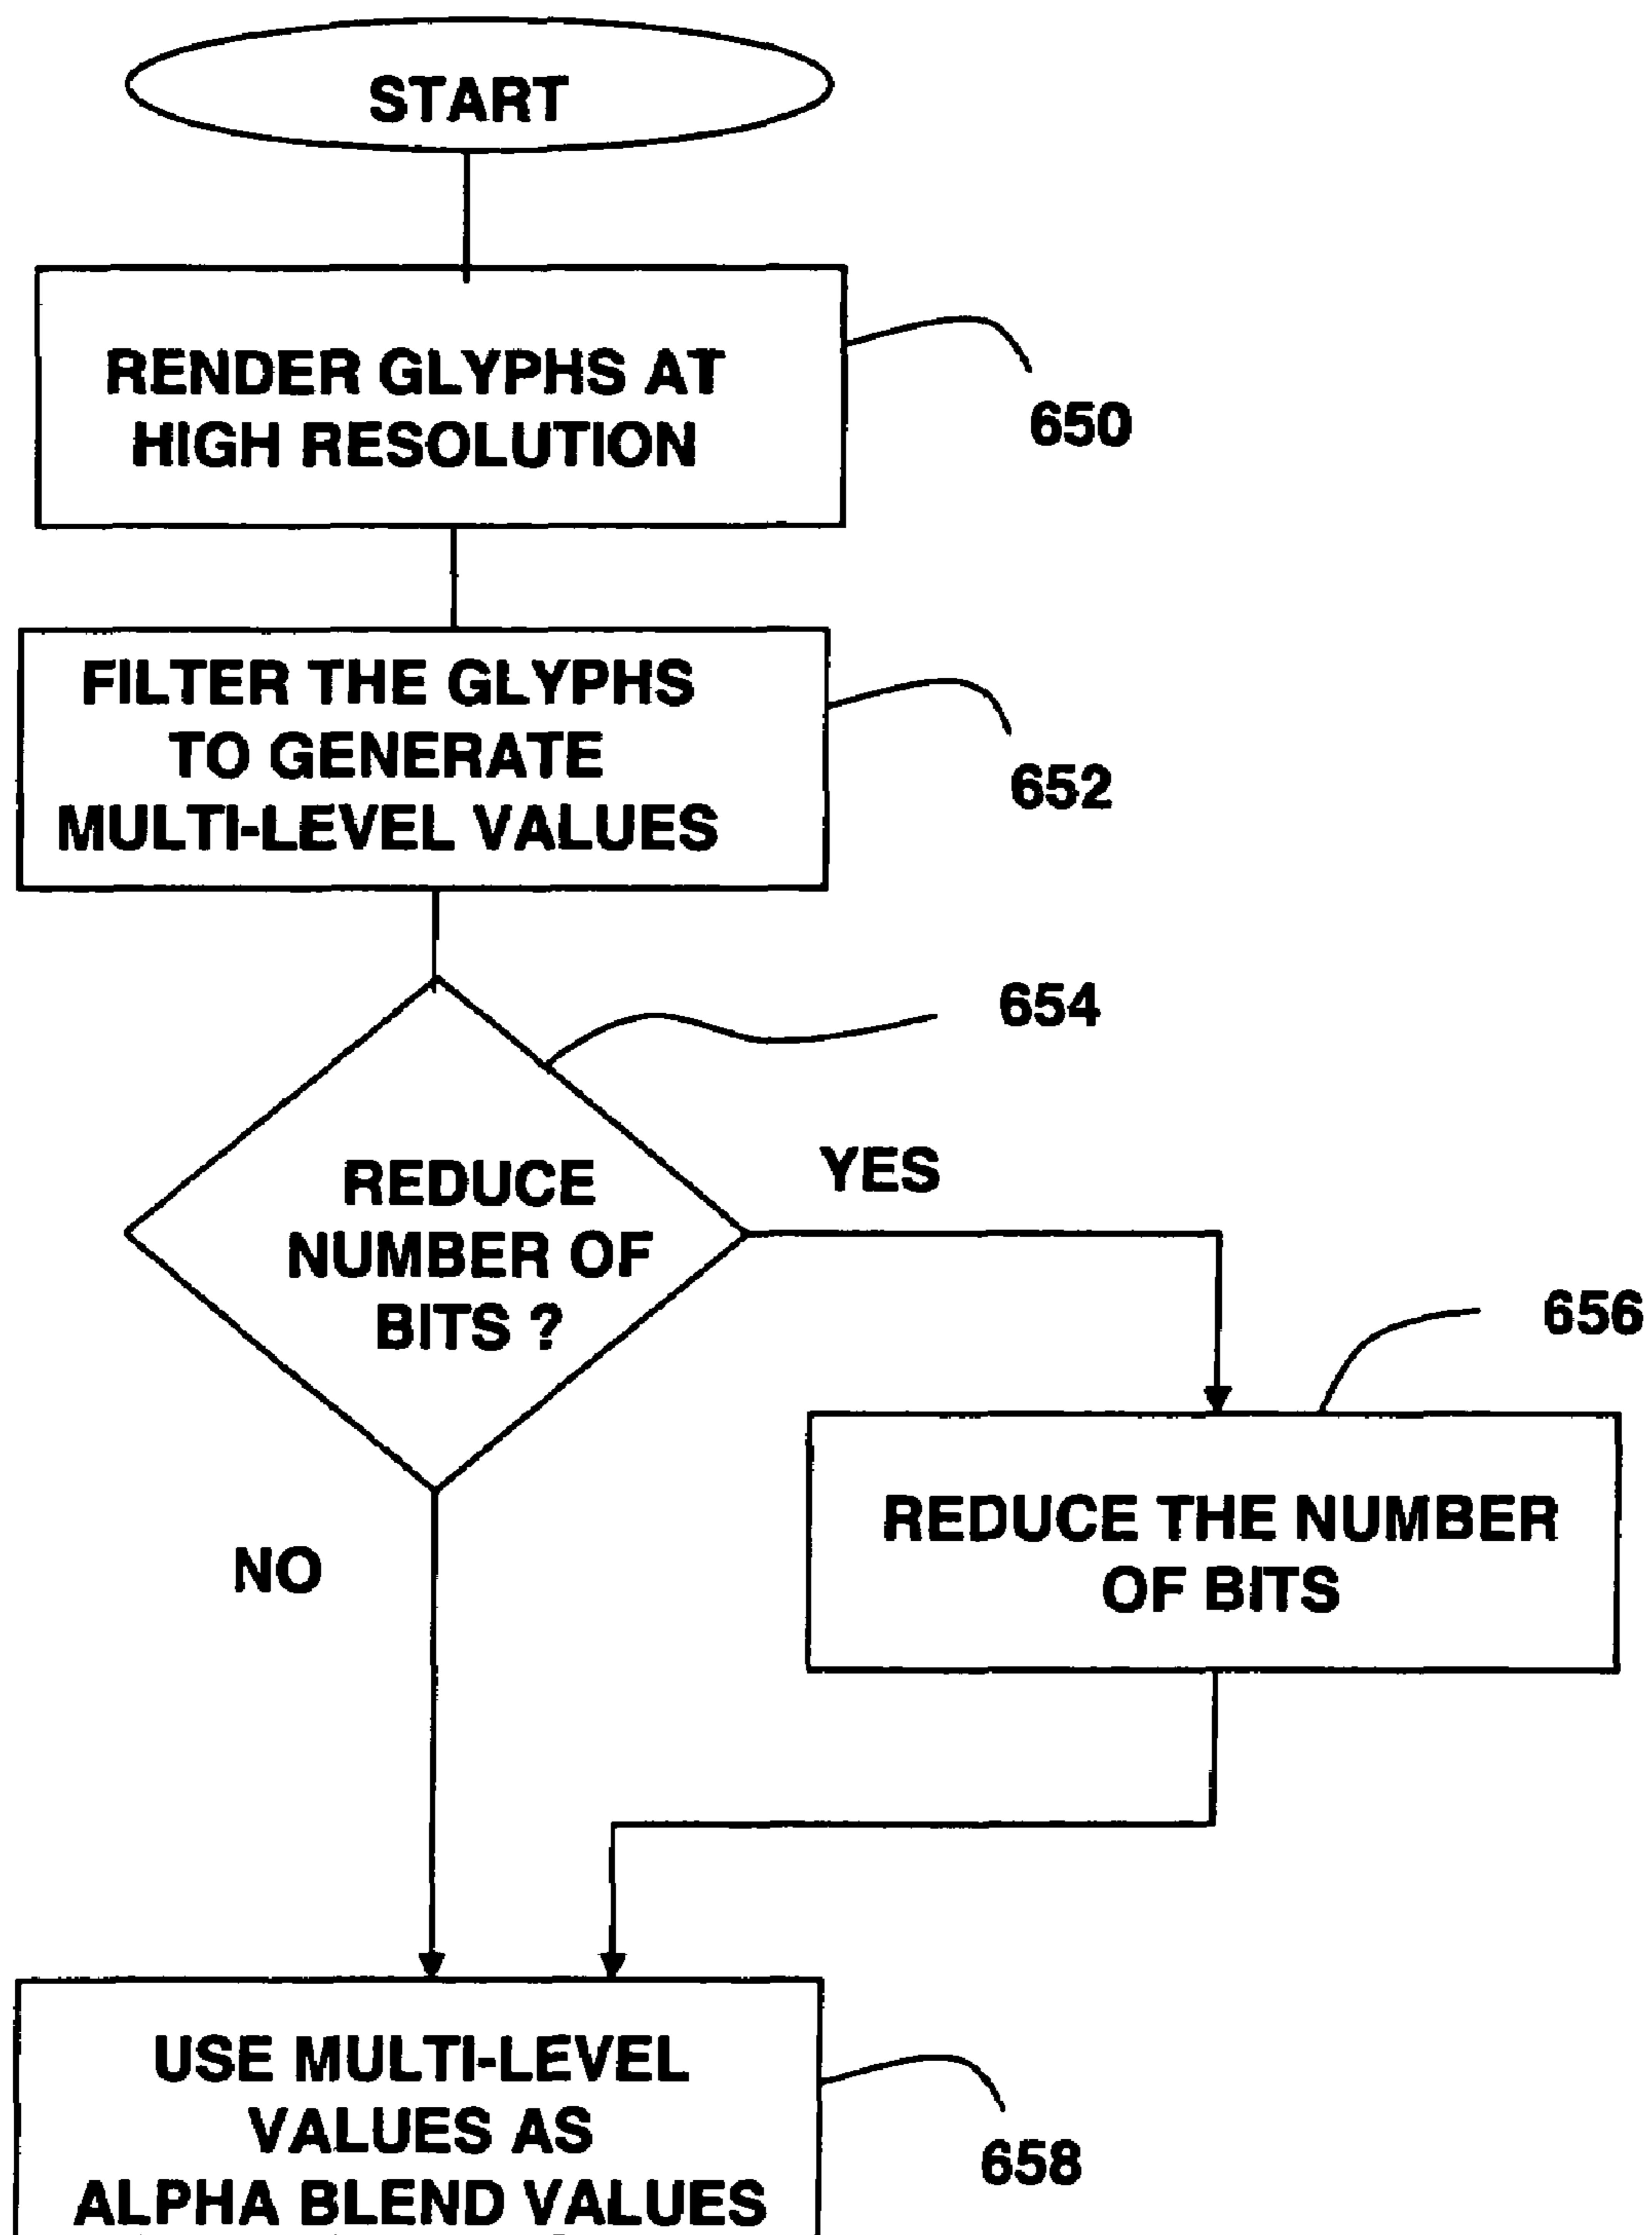 START
RENDER GLYPHS AT
HIGH RESOLUTION
650
FILTER THE GLYPHS
TO GENERATE
MULTI-LEVEL VALUES
652
654
REDUCE
NUMBER OF
BITS ?
YES
656
REDUCE THE NUMBER
OF BITS
NO
USE MULTI-LEVEL
VALUES AS
ALPHA BLEND VALUES
658